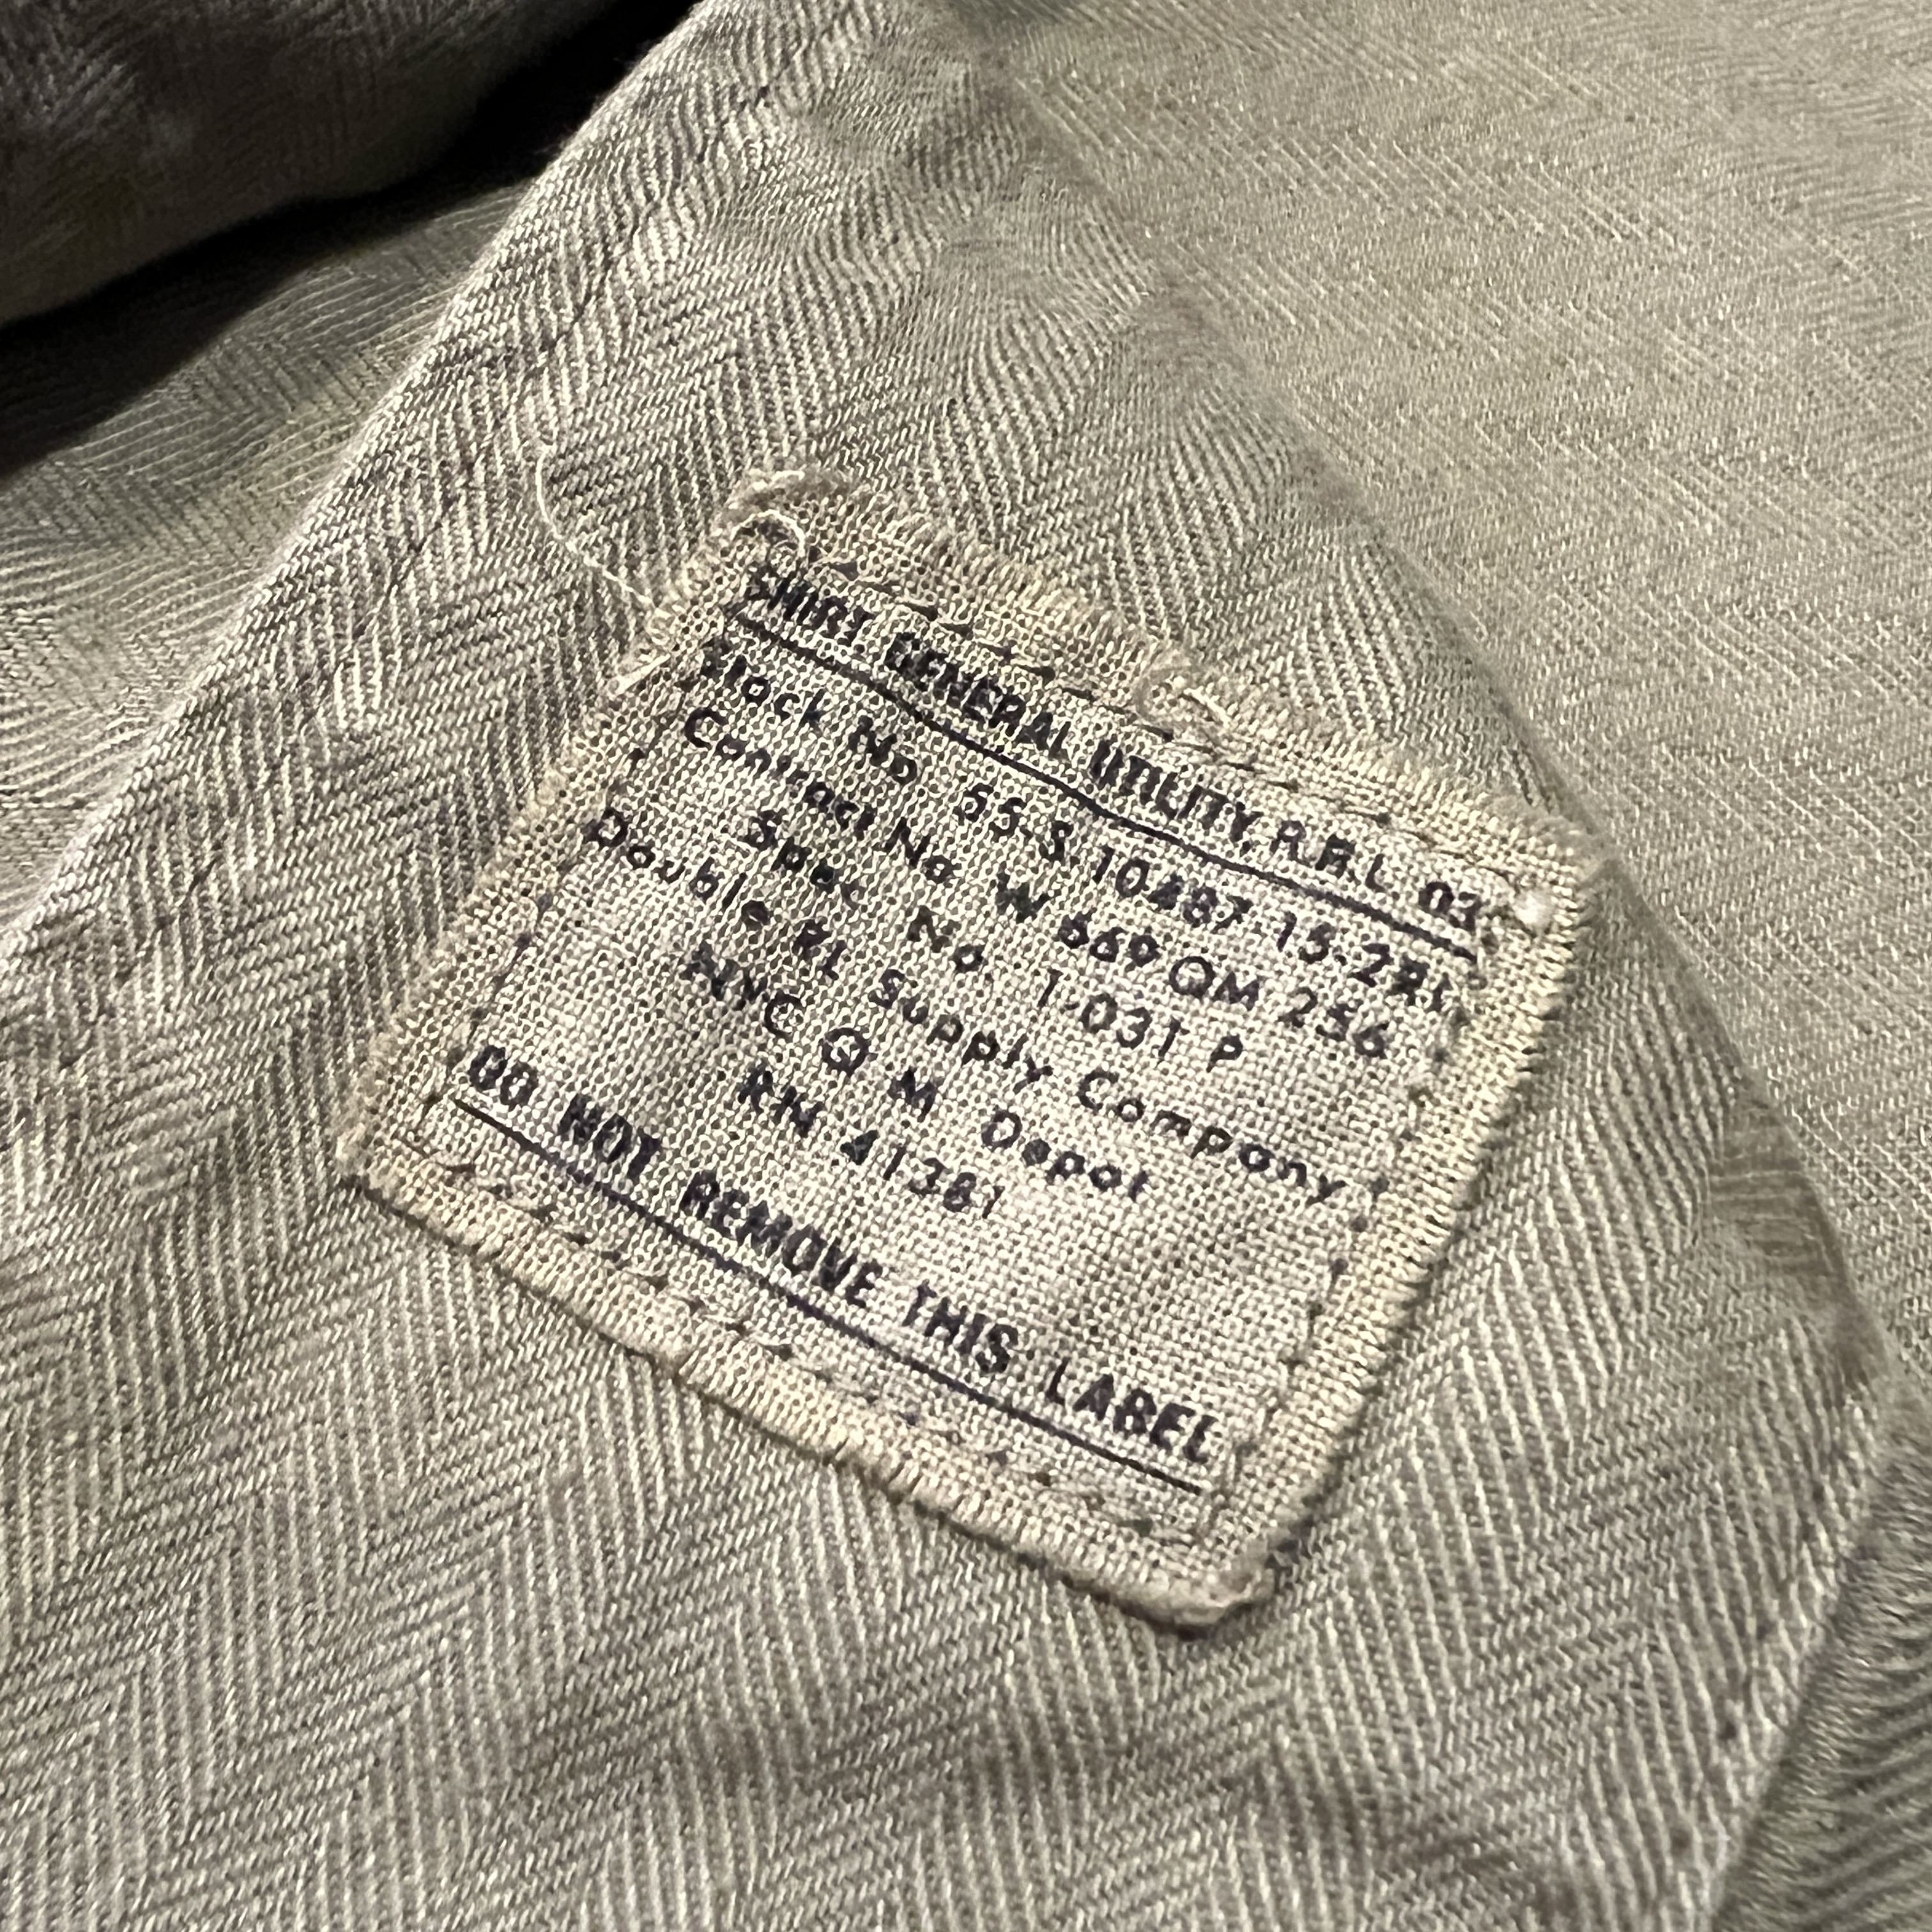 SHIRT, GENERAL UTILITY, R.R.L. 03
Stock No 55-S-10487-15-2RL
Contract No W 669 QM 256
Spec No T-031 P
Double RL Supply Company
NYC Q M Depot
RN 41381
DO NOT REMOVE THIS LABEL